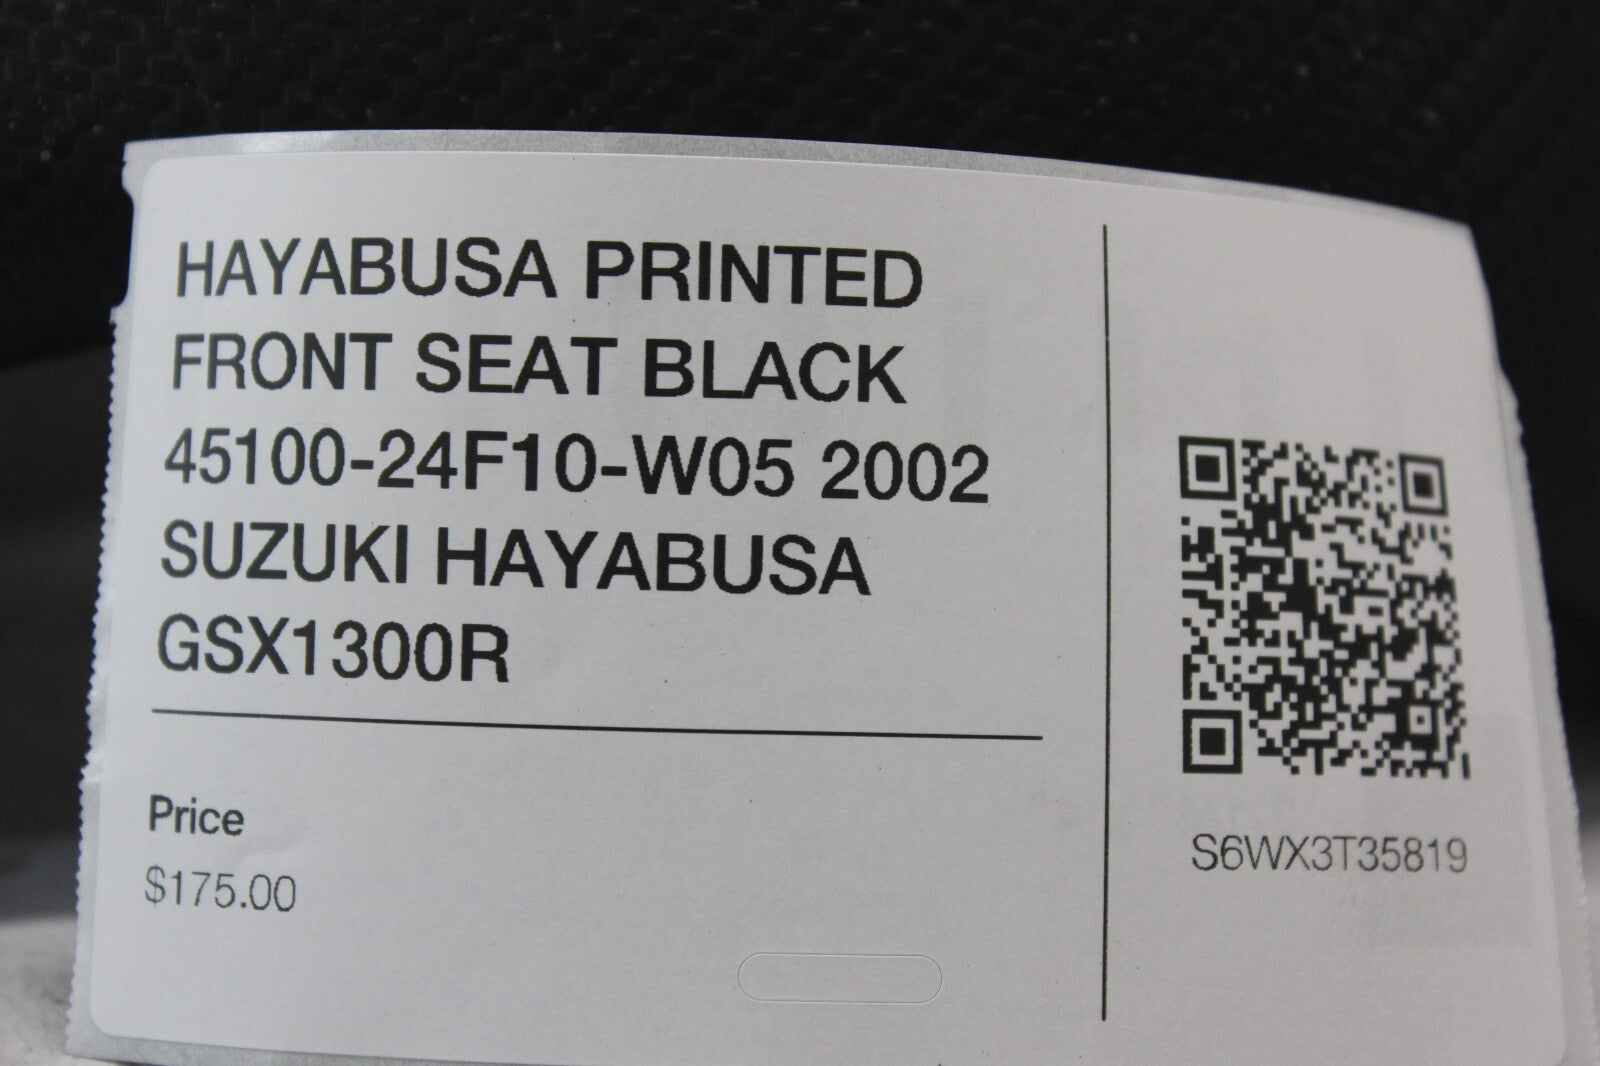 HAYABUSA PRINTED
FRONT SEAT BLACK
45100-24F10-W05 2002
SUZUKI HAYABUSA
GSX1300R
Price
$175.00
S6WX3T35819